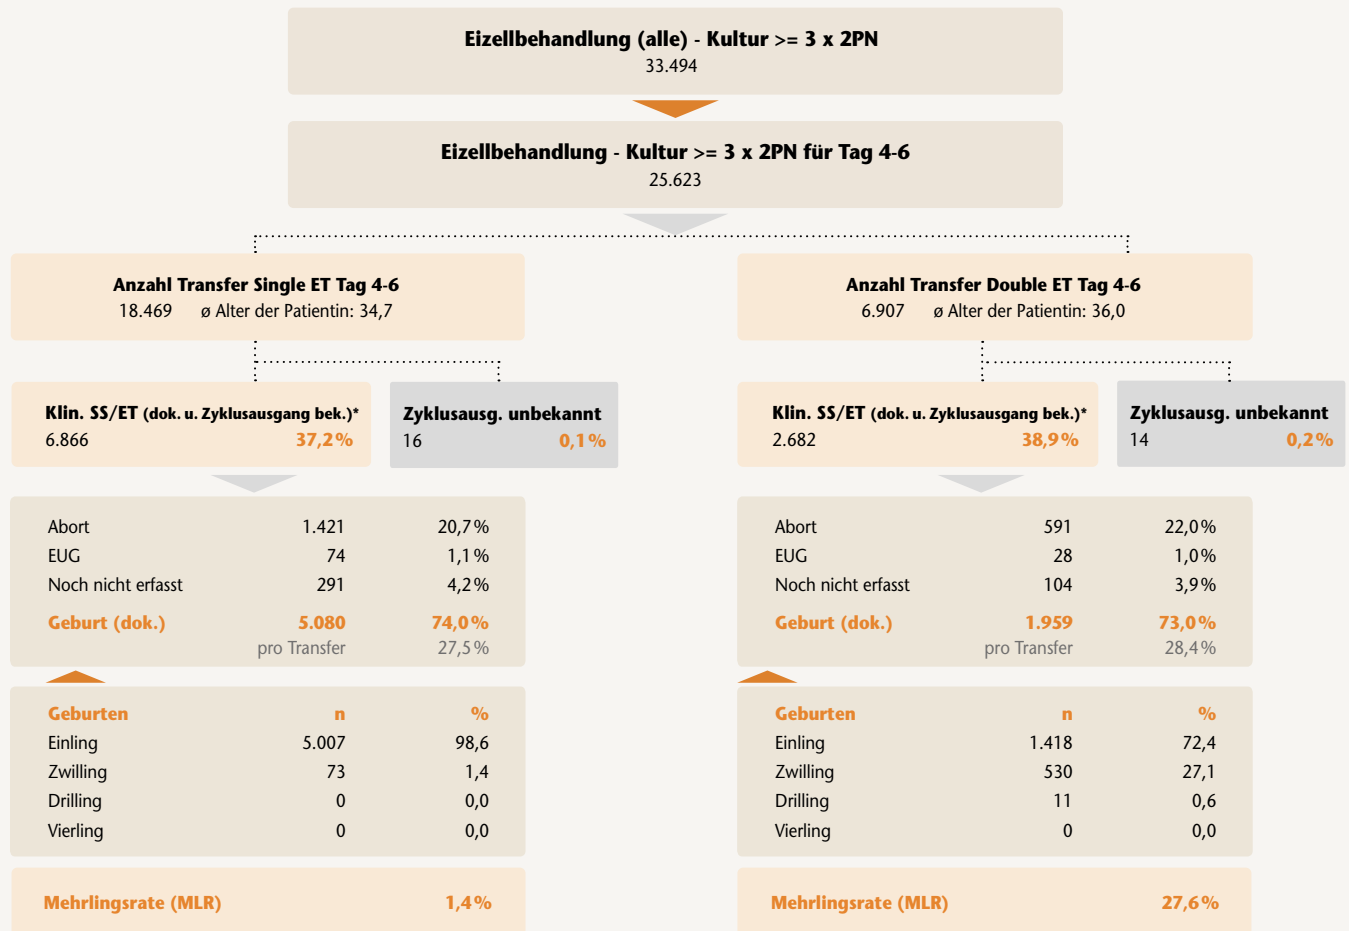 Eizellbehandlung (alle) - Kultur >= 3 x 2PN
33.494
Eizellbehandlung - Kultur >= 3 x 2PN für Tag 4-6
25.623
Anzahl Transfer Single ET Tag 4-6
18.469 ø Alter der Patientin: 34,7
Klin. SS/ET (dok. u. Zyklusausgang bek.)*
6.866 37,2%
Zyklusausg. unbekannt
16 0,1%
Abort 1.421 20,7%
EUG 74 1,1%
Noch nicht erfasst 291 4,2%
Geburt (dok.) 5.080 74,0%
pro Transfer 27,5%
Geburten n %
Einling 5.007 98,6
Zwilling 73 1,4
Drilling 0 0,0
Vierling 0 0,0
Mehrlingsrate (MLR) 1,4%
Anzahl Transfer Double ET Tag 4-6
6.907 ø Alter der Patientin: 36,0
Klin. SS/ET (dok. u. Zyklusausgang bek.)*
2.682 38,9%
Zyklusausg. unbekannt
14 0,2%
Abort 591 22,0%
EUG 28 1,0%
Noch nicht erfasst 104 3,9%
Geburt (dok.) 1.959 73,0%
pro Transfer 28,4%
Geburten n %
Einling 1.418 72,4
Zwilling 530 27,1
Drilling 11 0,6
Vierling 0 0,0
Mehrlingsrate (MLR) 27,6%